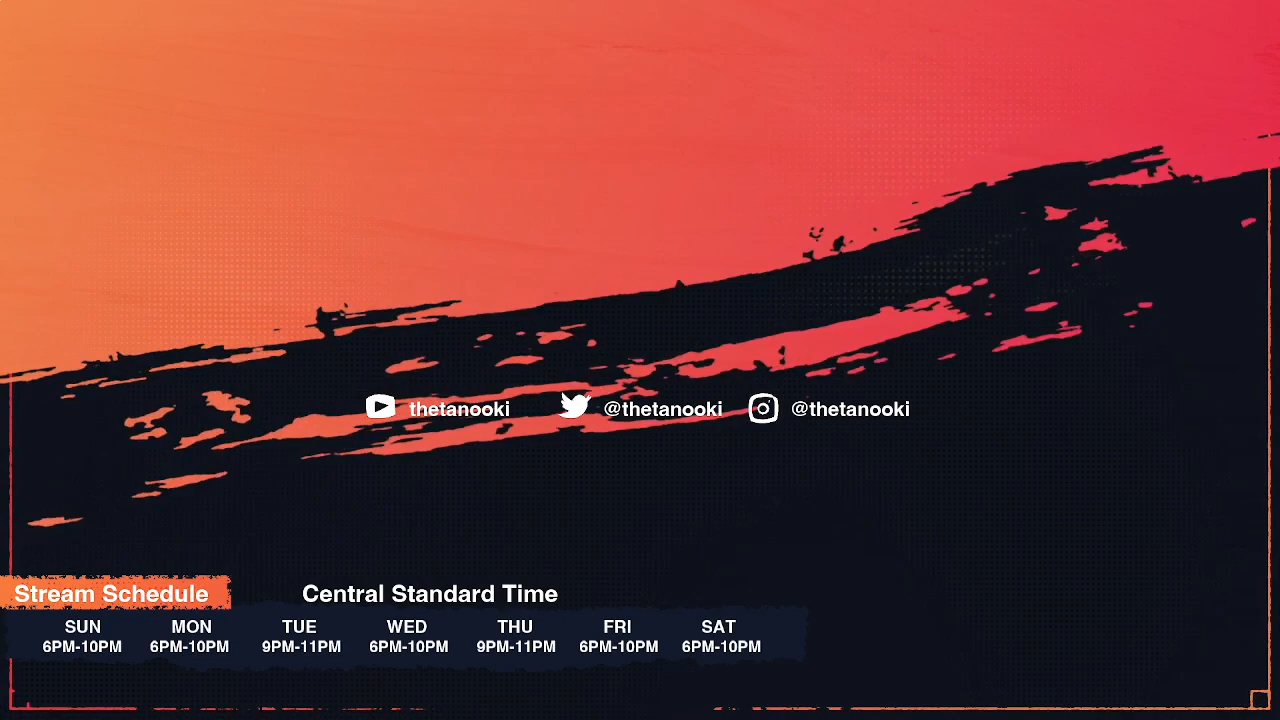 thetanooki @thetanooki @thetanooki
Stream Schedule Central Standard Time
SUN MON TUE WED THU FRI SAT
6PM-10PM 6PM-10PM 9PM-11PM 6PM-10PM 9PM-11PM 6PM-10PM 6PM-10PM